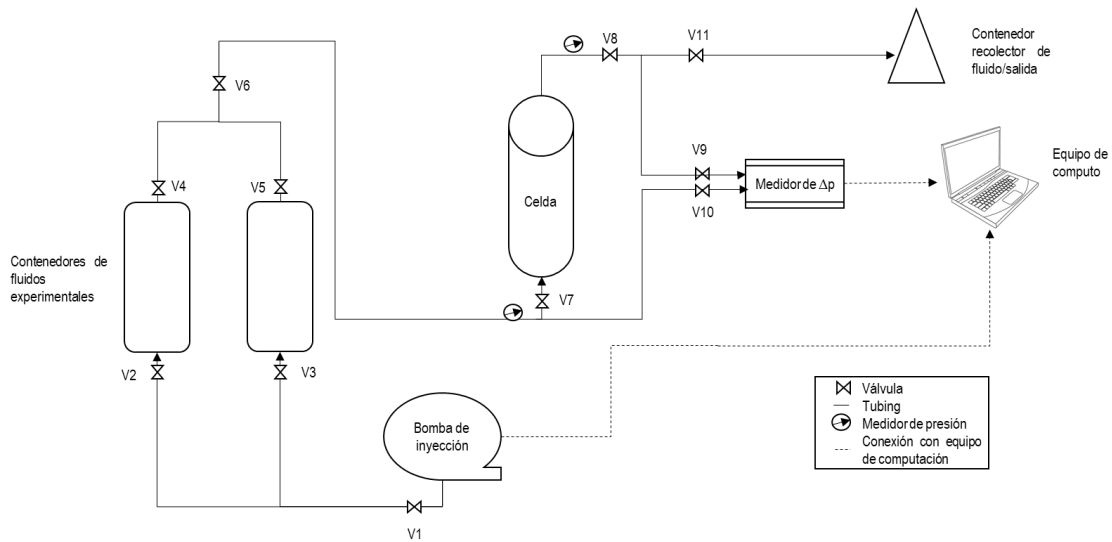 V8
V11
Contenedor
recolector de
fluido/salida
V6
V4
V5
Celda
V9
Medidor de Δp
V10
Equipo de
computo
Contenedores de
fluidos
experimentales
V7
V2
V3
Bomba de
inyección
V1
Válvula
Tubing
Medidor de presión
Conexión con equipo
de computación